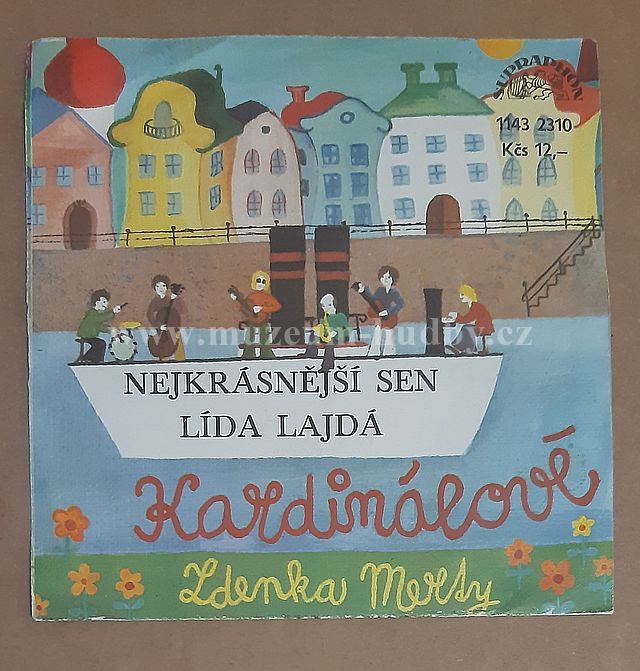 SUPRAPHON
1143 2310
Kčs 12,–
www.muzeum-hudby.cz
NEJKRÁSNĚJŠÍ SEN
LÍDA LAJDÁ
Kardinálové
Zdenka Merty